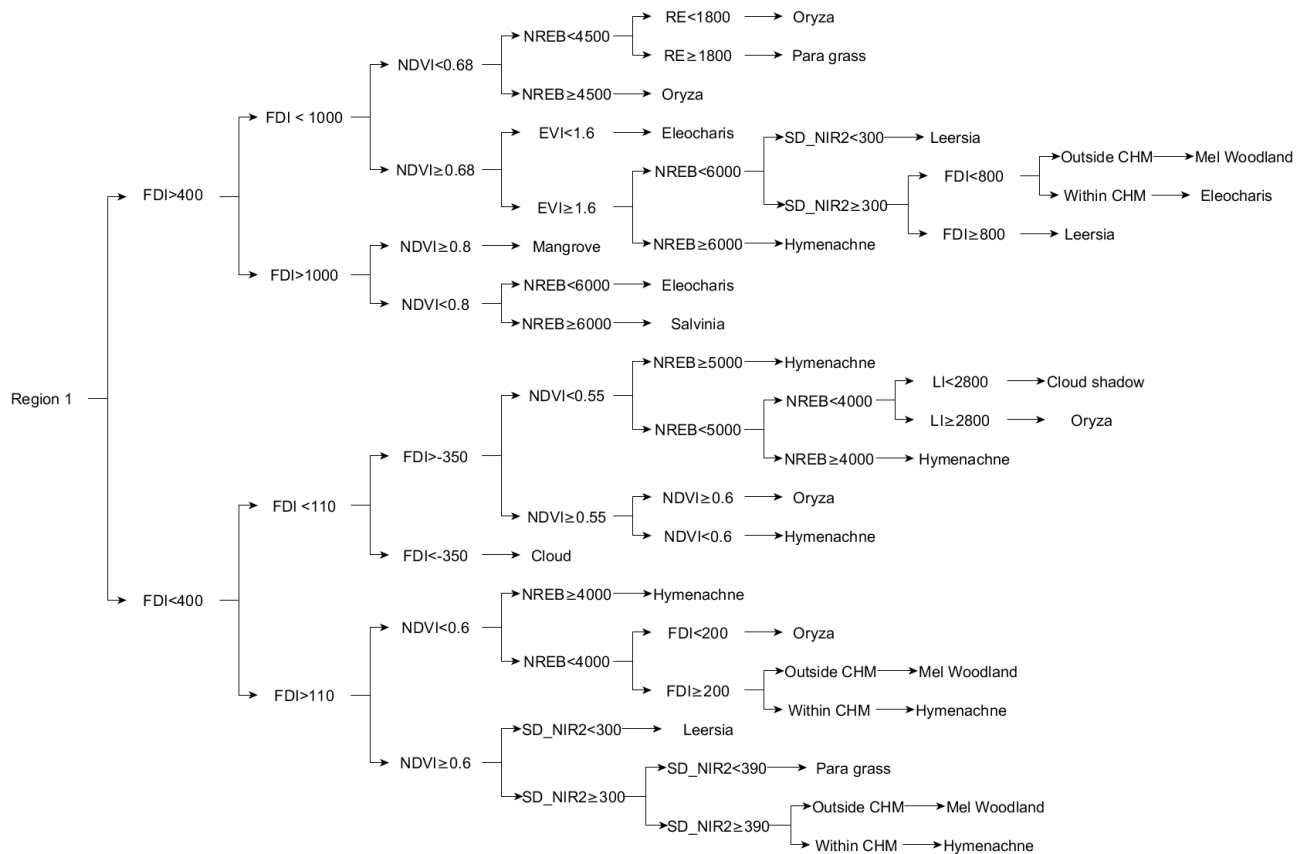 RE<1800 Oryza
NREB<4500
RE≥1800 Para grass
NDVI<0.68
NREB≥4500 Oryza
FDI < 1000
EVI<1.6 Eleocharis
SD_NIR2<300 Leersia
Outside CHM Mel Woodland
NDVI≥0.68 NREB<6000
FDI<800
FDI>400 Within CHM Eleocharis
EVI≥1.6 SD_NIR2≥300
FDI≥800 Leersia
NDVI≥0.8 Mangrove NREB≥6000 Hymenachne
FDI>1000
NREB<6000 Eleocharis
NDVI<0.8
NREB≥6000 Salvinia
NREB≥5000 Hymenachne
LI<2800 Cloud shadow
Region 1 NDVI<0.55 NREB<4000
LI≥2800 Oryza
NREB<5000
FDI>-350 NREB≥4000 Hymenachne
NDVI≥0.6 Oryza
FDI <110
NDVI≥0.55
NDVI<0.6 Hymenachne
FDI<-350 Cloud
NREB≥4000 Hymenachne
FDI<400
NDVI<0.6 FDI<200 Oryza
NREB<4000
Outside CHM Mel Woodland
FDI>110 FDI≥200
Within CHM Hymenachne
SD_NIR2<300 Leersia
NDVI≥0.6
SD_NIR2<390 Para grass
SD_NIR2≥300
Outside CHM Mel Woodland
SD_NIR2≥390
Within CHM Hymenachne